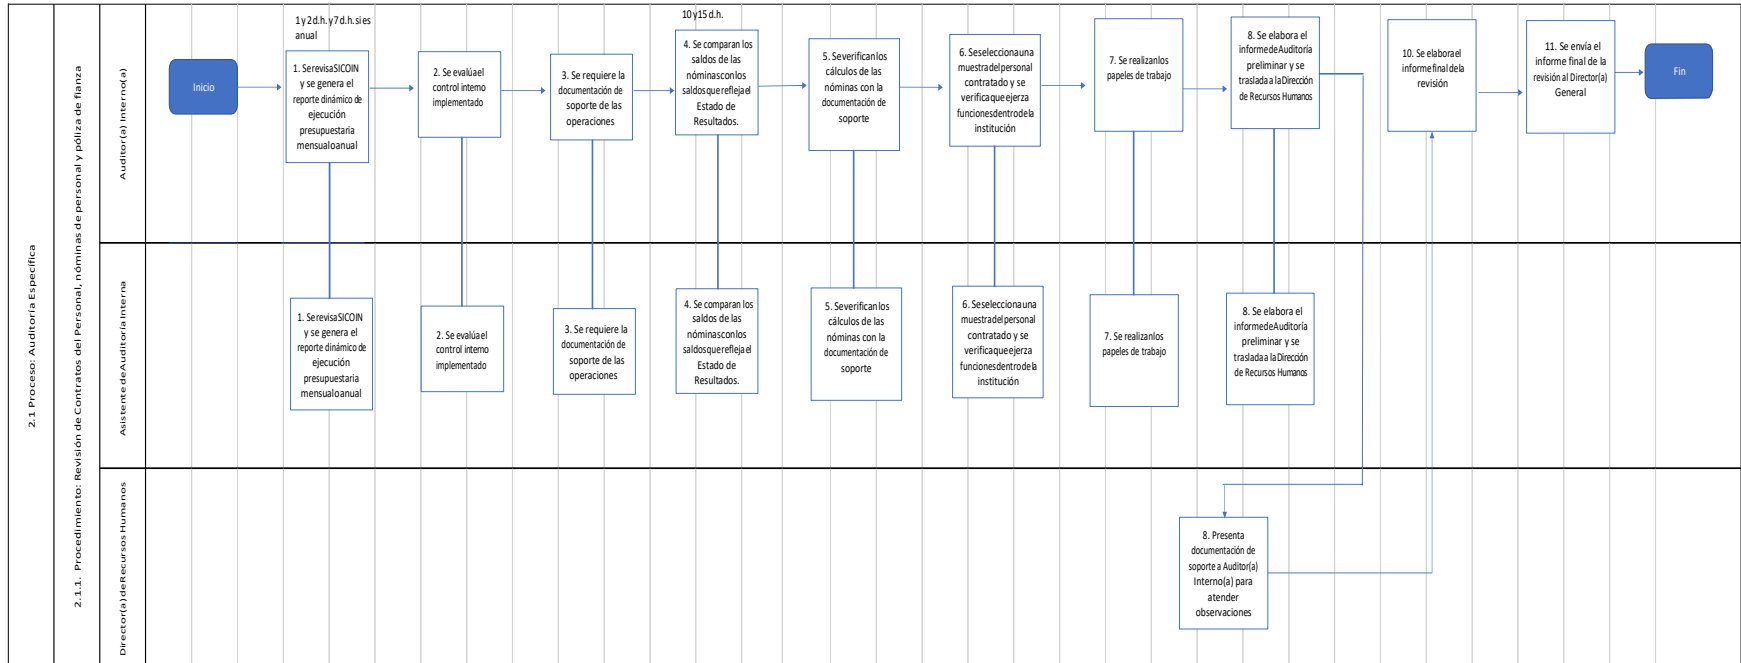 2.1 Proceso: Auditoría Específica
2.1.1. Procedimiento: Revisión de Contratos del Personal, nóminas de personal y póliza de fianza
Auditor(a) Interno(a)
Inicio
1 y 2 d.h. y 7 d.h. si es
anual
1. Se revisa SICOIN
y se genera el
reporte dinámico de
ejecución
presupuestaria
mensual o anual
2. Se evalúa el
control interno
implementado
3. Se requiere la
documentación de
soporte de las
operaciones
10 y 15 d.h.
4. Se comparan los
saldos de las
nóminas con los
saldos que refleja el
Estado de
Resultados.
5. Se verifican los
cálculos de las
nóminas con la
documentación de
soporte
6. Se selecciona una
muestra del personal
contratado y se
verifica que ejerza
funciones dentro de la
institución
7. Se realizan los
papeles de trabajo
8. Se elabora el
informe de Auditoría
preliminar y se
traslada a la Dirección
de Recursos Humanos
10. Se elabora el
informe final de la
revisión
11. Se envía el
informe final de la
revisión al Director(a)
General
Fin
Asistente de Auditoría Interna
1. Se revisa SICOIN
y se genera el
reporte dinámico de
ejecución
presupuestaria
mensual o anual
2. Se evalúa el
control interno
implementado
3. Se requiere la
documentación de
soporte de las
operaciones
4. Se comparan los
saldos de las
nóminas con los
saldos que refleja el
Estado de
Resultados.
5. Se verifican los
cálculos de las
nóminas con la
documentación de
soporte
6. Se selecciona una
muestra del personal
contratado y se
verifica que ejerza
funciones dentro de la
institución
7. Se realizan los
papeles de trabajo
8. Se elabora el
informe de Auditoría
preliminar y se
traslada a la Dirección
de Recursos Humanos
Director(a) de Recursos Humanos
8. Presenta
documentación de
soporte a Auditor(a)
Interno(a) para
atender
observaciones